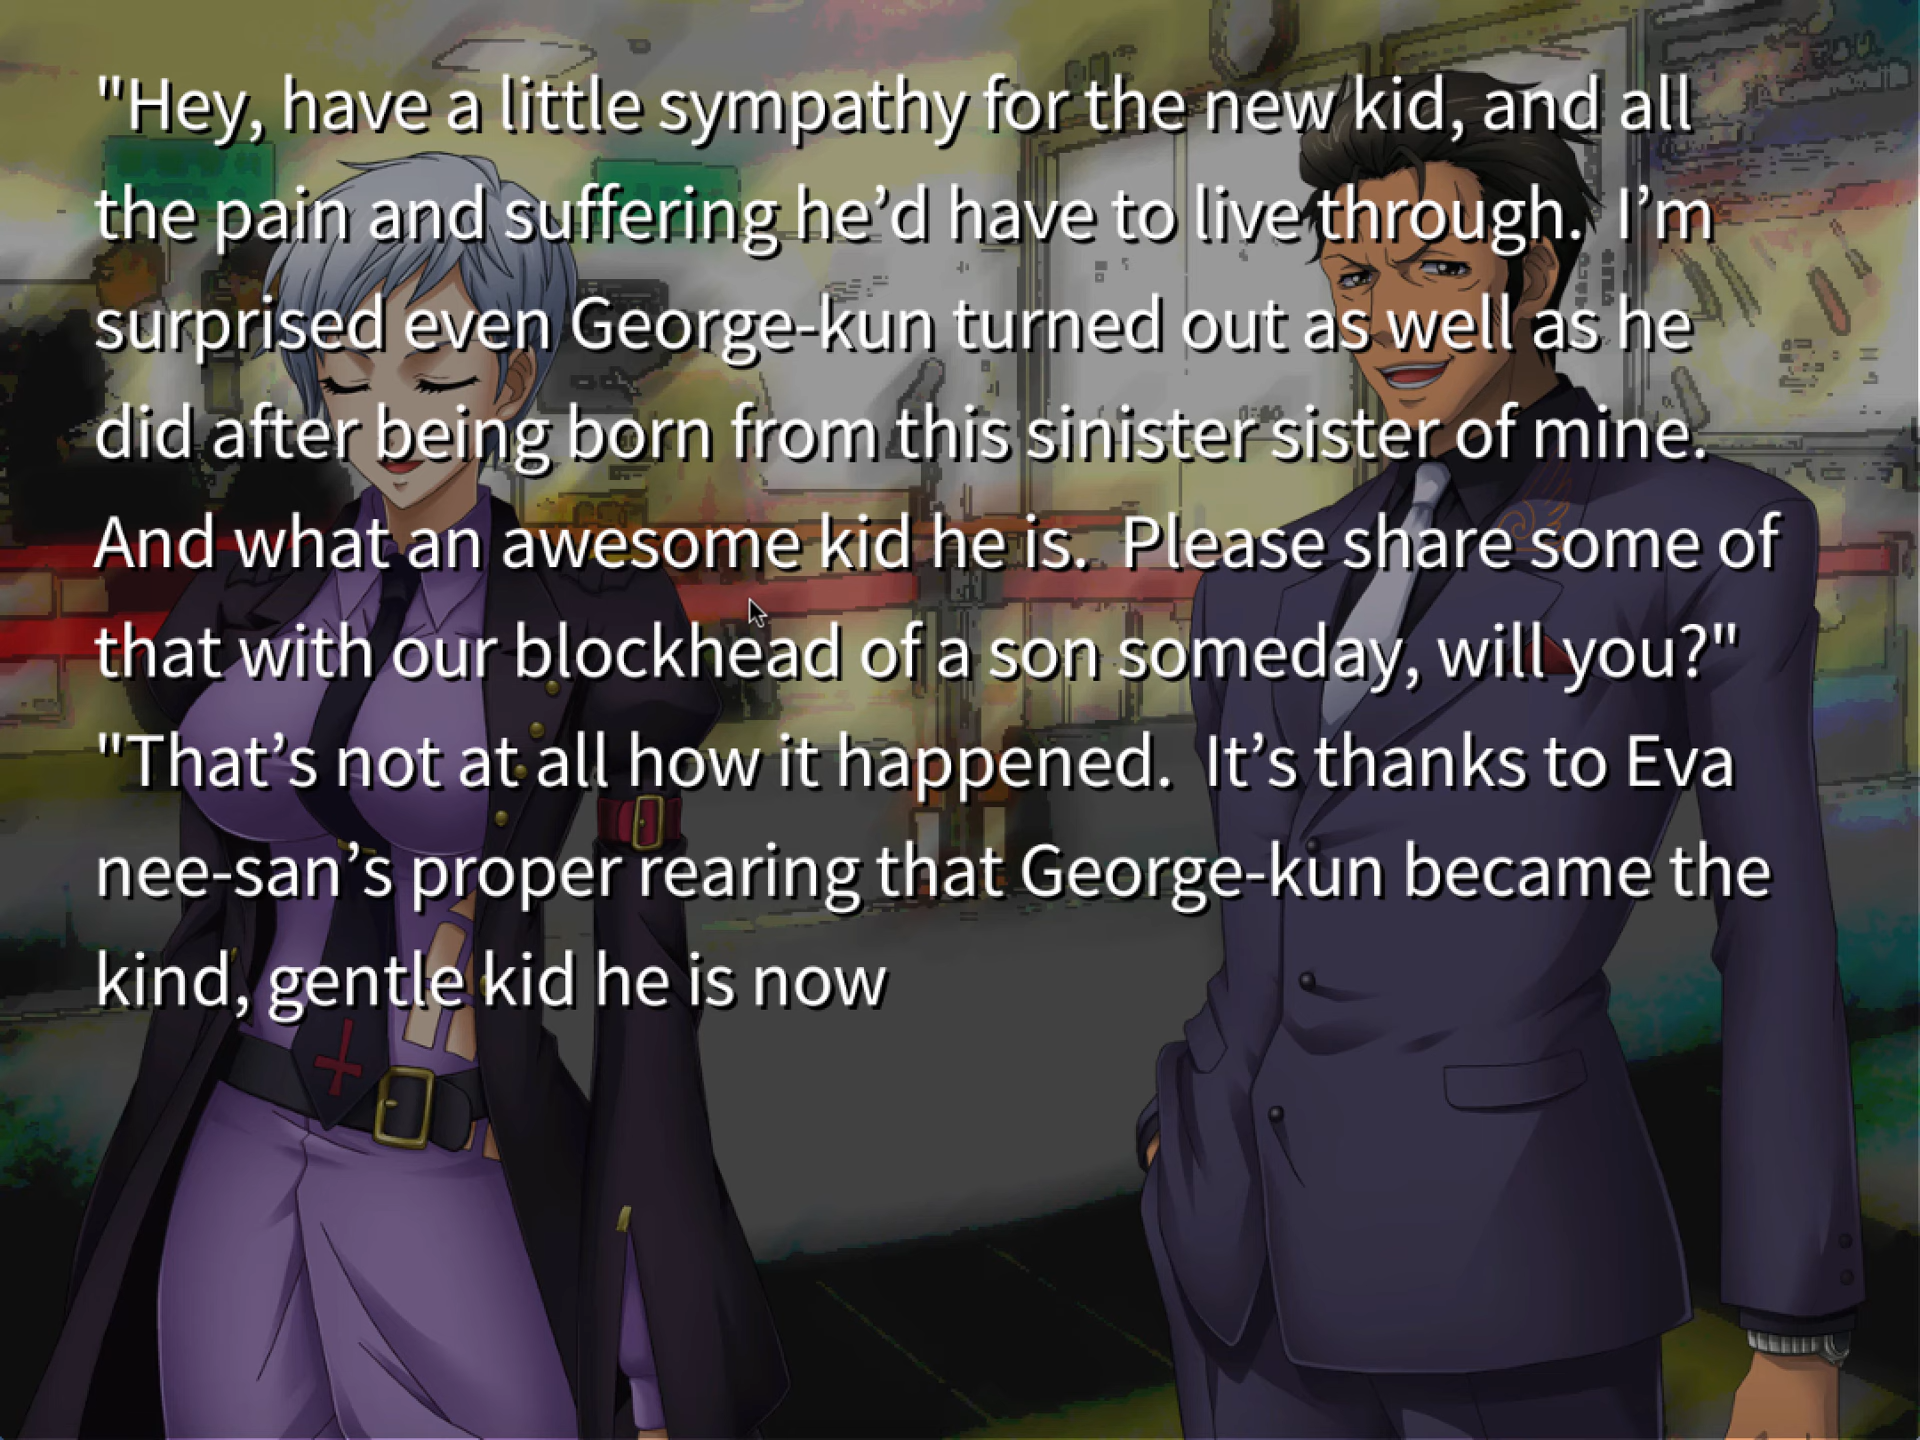 "Hey, have a little sympathy for the new kid, and all
the pain and suffering he’d have to live through.  I’m
surprised even George-kun turned out as well as he
did after being born from this sinister sister of mine.
And what an awesome kid he is.  Please share some of
that with our blockhead of a son someday, will you?"
"That’s not at all how it happened.  It’s thanks to Eva
nee-san’s proper rearing that George-kun became the
kind, gentle kid he is now